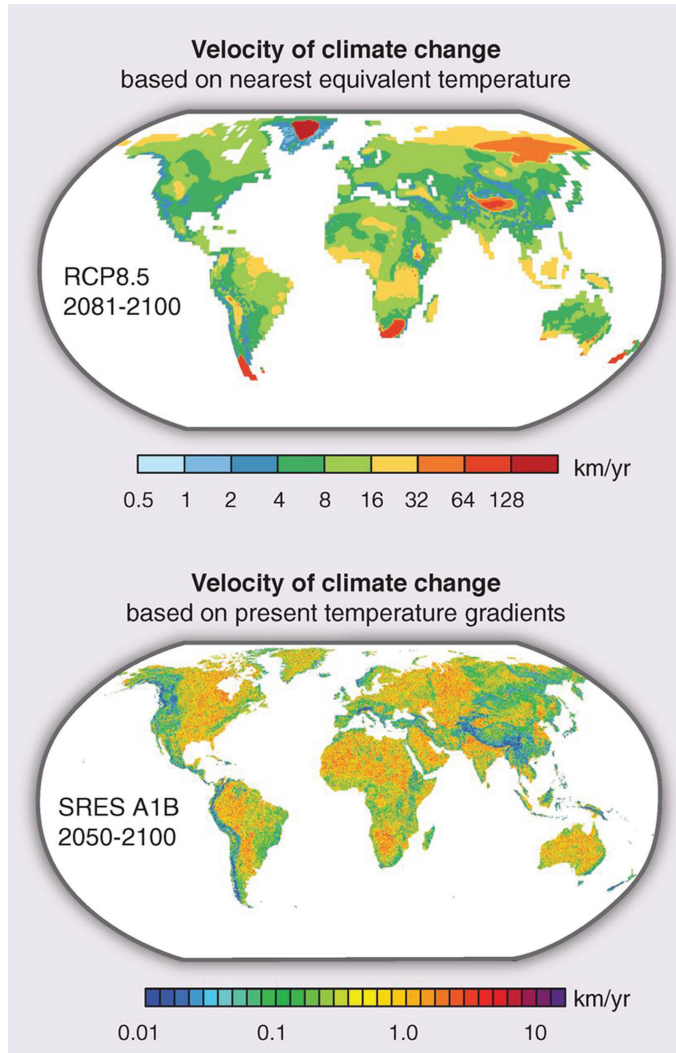 Velocity of climate change
based on nearest equivalent temperature
RCP8.5
2081-2100
km/yr
0.5 1 2 4 8 16 32 64 128
Velocity of climate change
based on present temperature gradients
SRES A1B
2050-2100
km/yr
0.01 0.1 1.0 10